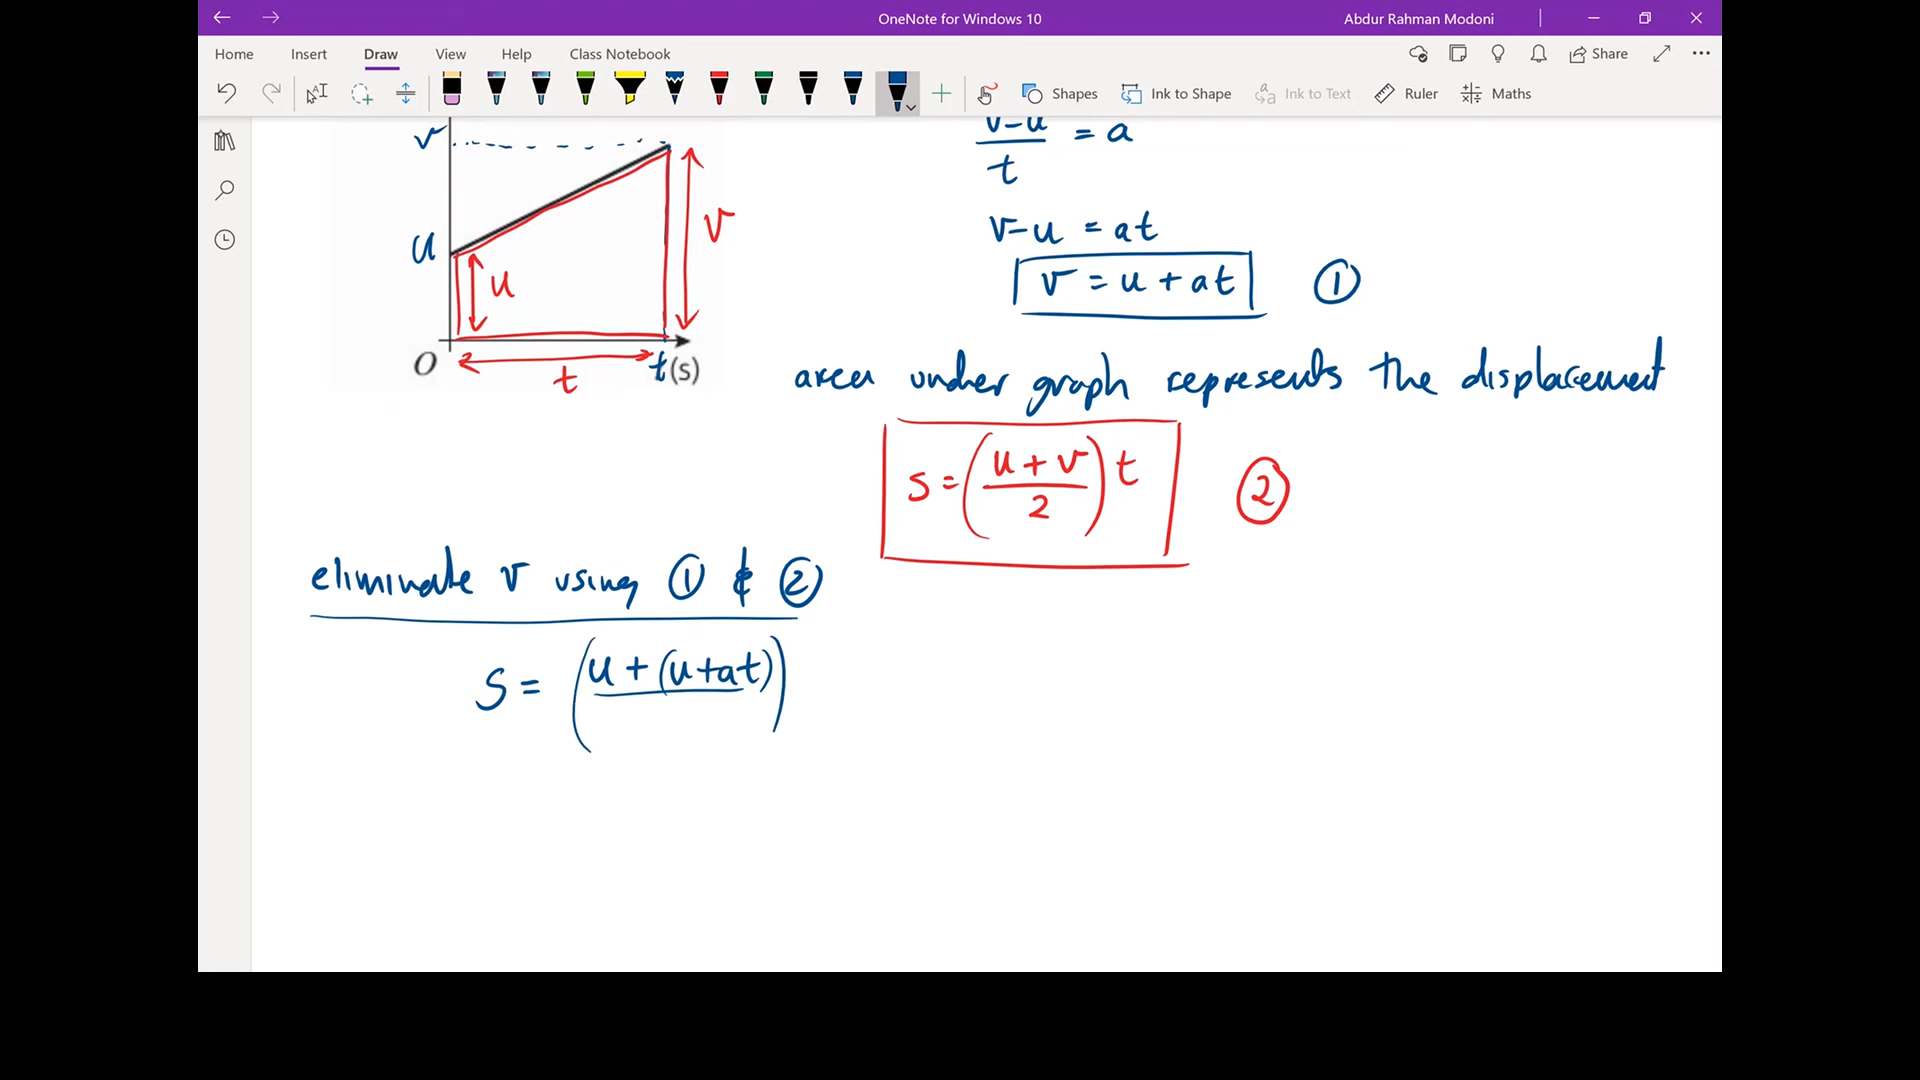 OneNote for Windows 10
Abdur Rahman Modoni
Home Insert Draw View Help Class Notebook
Share
Shapes Ink to Shape Ink to Text Ruler Maths
v
u
u
v
O
t
t(s)
v-u/t = a
v-u = at
v = u + at ①
area under graph represents the displacement
s = (u + v/2) t ②
eliminate v using ① & ②
S = (u + (u+at))